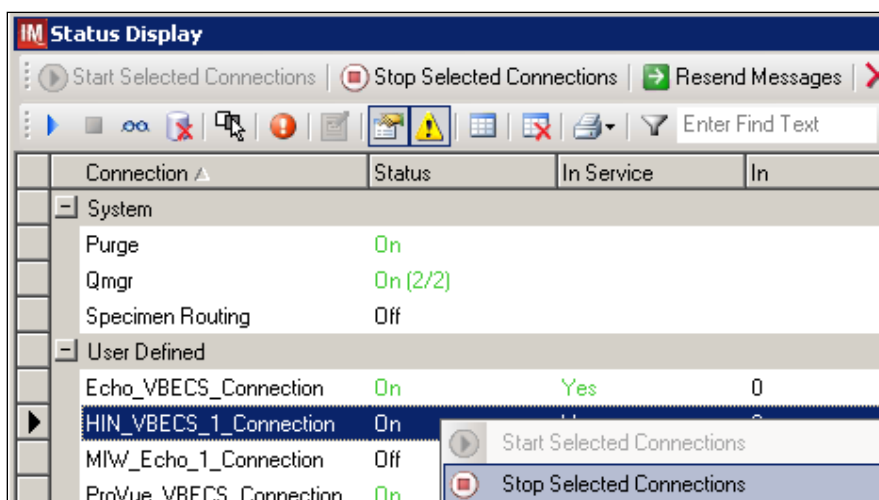 IM Status Display
Start Selected Connections Stop Selected Connections Resend Messages
Enter Find Text
Connection Status In Service In
System
Purge On
Qmgr On (2/2)
Specimen Routing Off
User Defined
Echo_VBECS_Connection On Yes 0
HIN_VBECS_1_Connection On
Start Selected Connections
MIW_Echo_1_Connection Off
Stop Selected Connections
ProVue_VBECS_Connection On